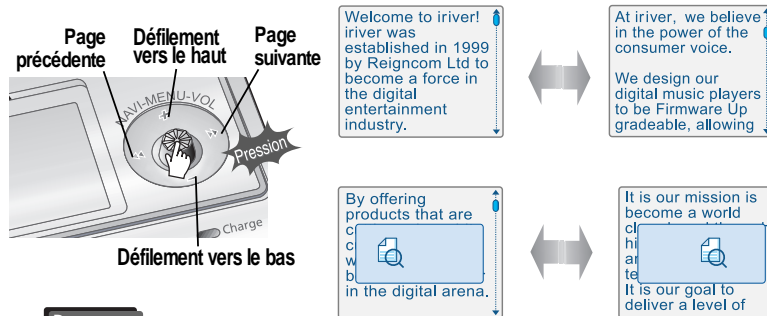 Page
précédente
Défilement
vers le haut
Page
suivante
NAVI-MENU-VOL
Pression
Charge
Défilement vers le bas
Welcome to iriver!
iriver was
established in 1999
by Reigncom Ltd to
become a force in
the digital
entertainment
industry.
At iriver, we believe
in the power of the
consumer voice.
We design our
digital music players
to be Firmware Up
gradeable, allowing
By offering
products that are
in the digital arena.
It is our mission is
become a world
It is our goal to
deliver a level of